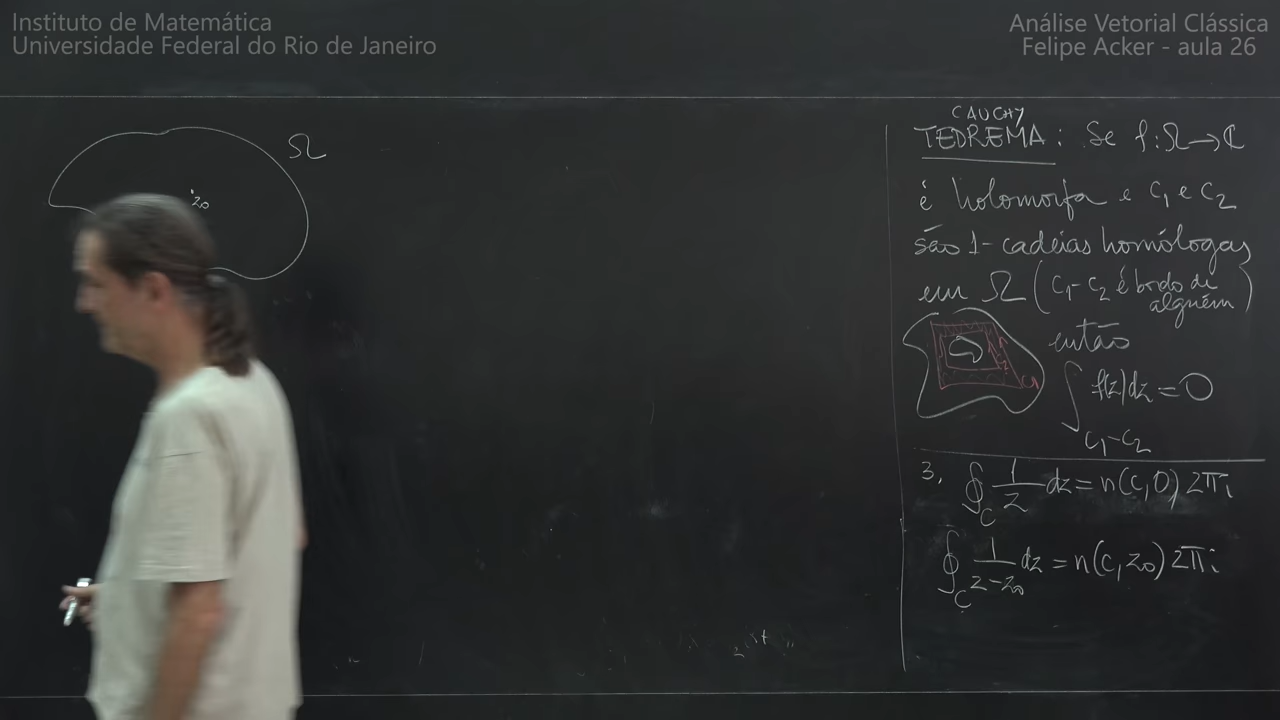 Instituto de Matemática
Universidade Federal do Rio de Janeiro
Análise Vetorial Clássica
Felipe Acker - aula 26
Ω
z₀
CAUCHY
TEOREMA: Se f: Ω → ℂ
é holomorfa e c₁ e c₂
são 1-cadeias homólogas
em Ω (c₁-c₂ é bordo de
alguém)
então
∫ f(z)dz = 0
c₁-c₂
3. ∮_C 1/z dz = n(c,0) 2πi
∮_C 1/(z-z₀) dz = n(c,z₀) 2πi